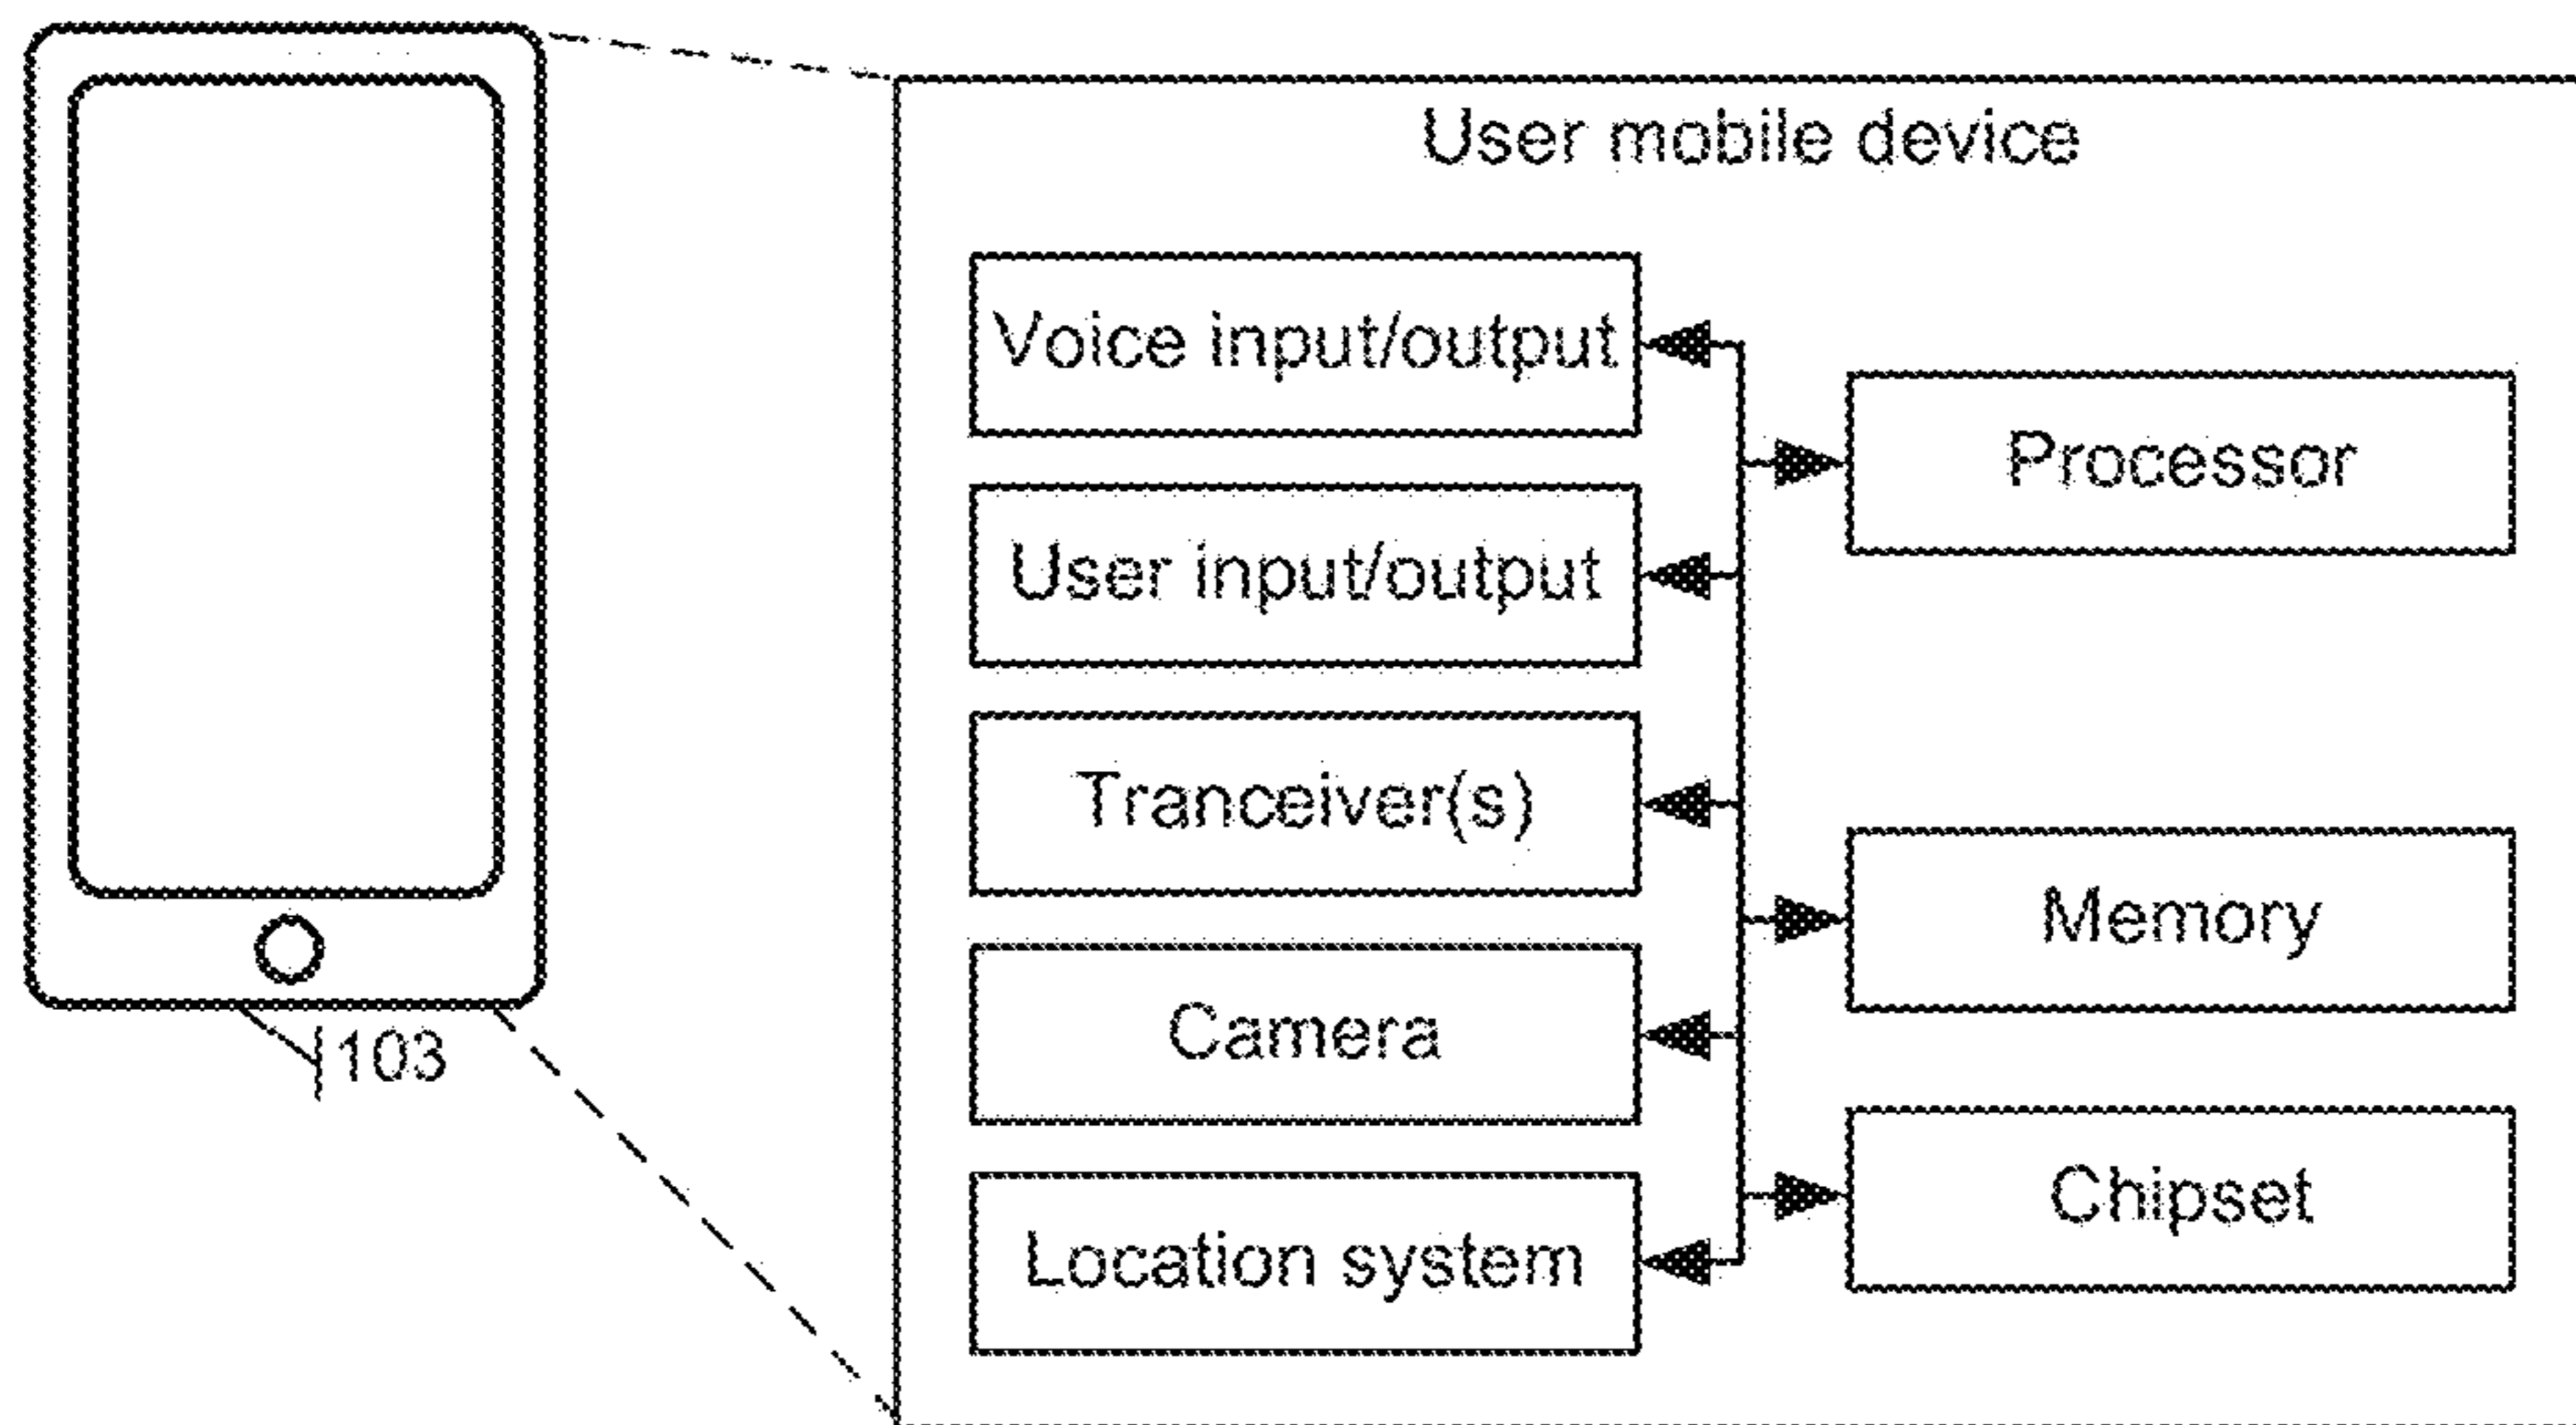 User mobile device
Voice input/output
Processor
User input/output
Tranceiver(s)
Memory
Camera
103
Chipset
Location system